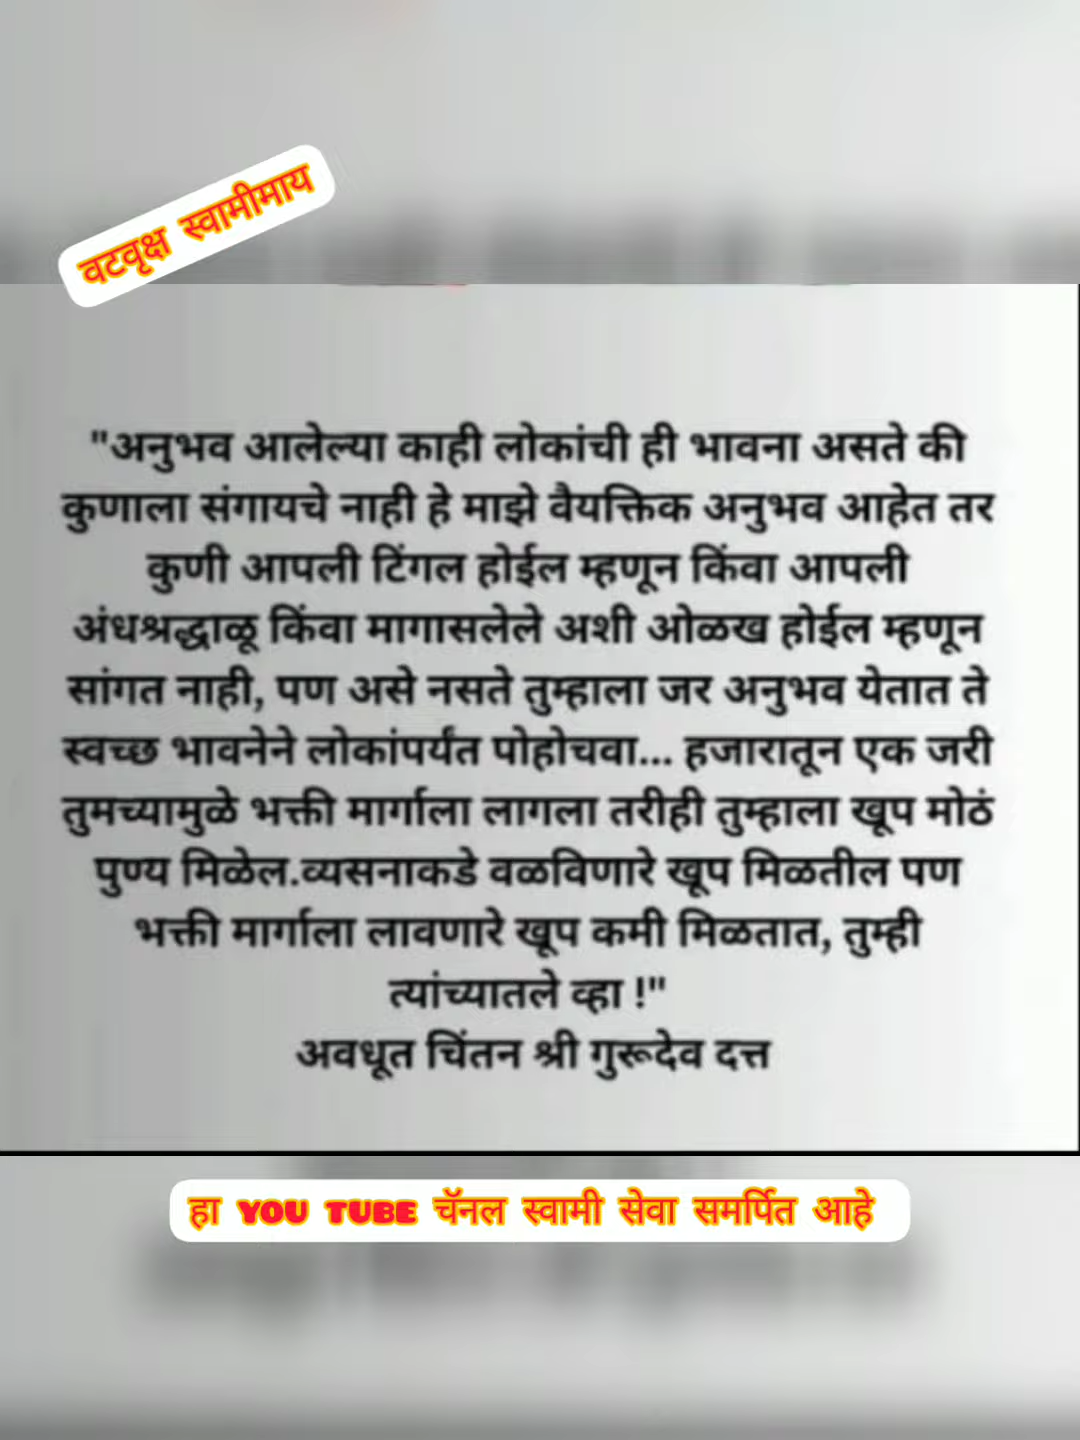 वटवृक्ष स्वामीमाय
"अनुभव आलेल्या काही लोकांची ही भावना असते की
कुणाला संगायचे नाही हे माझे वैयक्तिक अनुभव आहेत तर
कुणी आपली टिंगल होईल म्हणून किंवा आपली
अंधश्रद्धाळू किंवा मागासलेले अशी ओळख होईल म्हणून
सांगत नाही, पण असे नसते तुम्हाला जर अनुभव येतात ते
स्वच्छ भावनेने लोकांपर्यंत पोहोचवा... हजारातून एक जरी
तुमच्यामुळे भक्ती मार्गाला लागला तरीही तुम्हाला खूप मोठं
पुण्य मिळेल.व्यसनाकडे वळविणारे खूप मिळतील पण
भक्ती मार्गाला लावणारे खूप कमी मिळतात, तुम्ही
त्यांच्यातले व्हा !"
अवधूत चिंतन श्री गुरूदेव दत्त
हा YOU TUBE चॅनल स्वामी सेवा समर्पित आहे